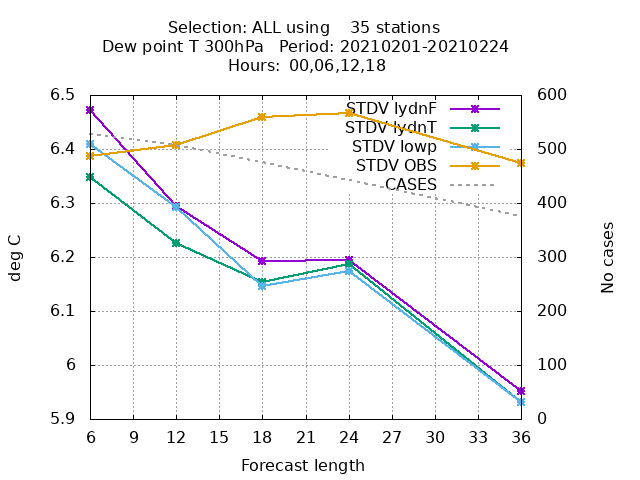 Selection: ALL using    35 stations
Dew point T 300hPa   Period: 20210201-20210224
Hours:  00,06,12,18
6.5
6.4
6.3
6.2
6.1
6
5.9
deg C
STDV lydnF
STDV lydnT
STDV lowp
STDV OBS
CASES
600
500
400
300
200
100
0
No cases
6 9 12 15 18 21 24 27 30 33 36
Forecast length